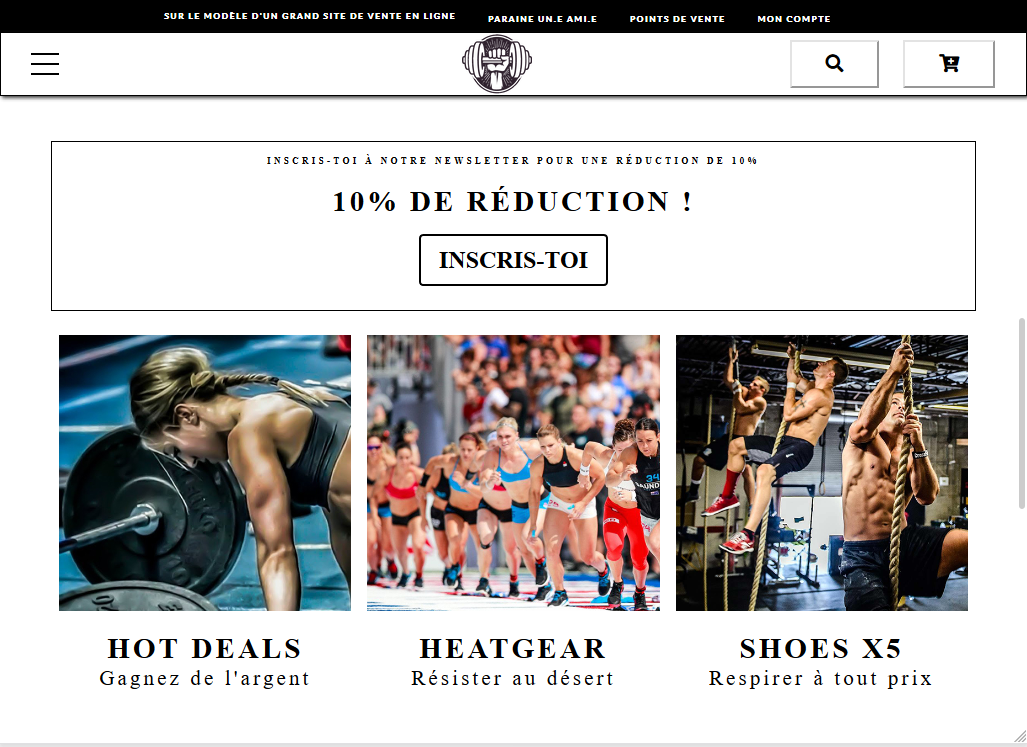 SUR LE MODÈLE D'UN GRAND SITE DE VENTE EN LIGNE PARAINE UN.E AMI.E POINTS DE VENTE MON COMPTE
INSCRIS-TOI À NOTRE NEWSLETTER POUR UNE RÉDUCTION DE 10%
10% DE RÉDUCTION !
INSCRIS-TOI
HOT DEALS
Gagnez de l'argent
HEATGEAR
Résister au désert
SHOES X5
Respirer à tout prix